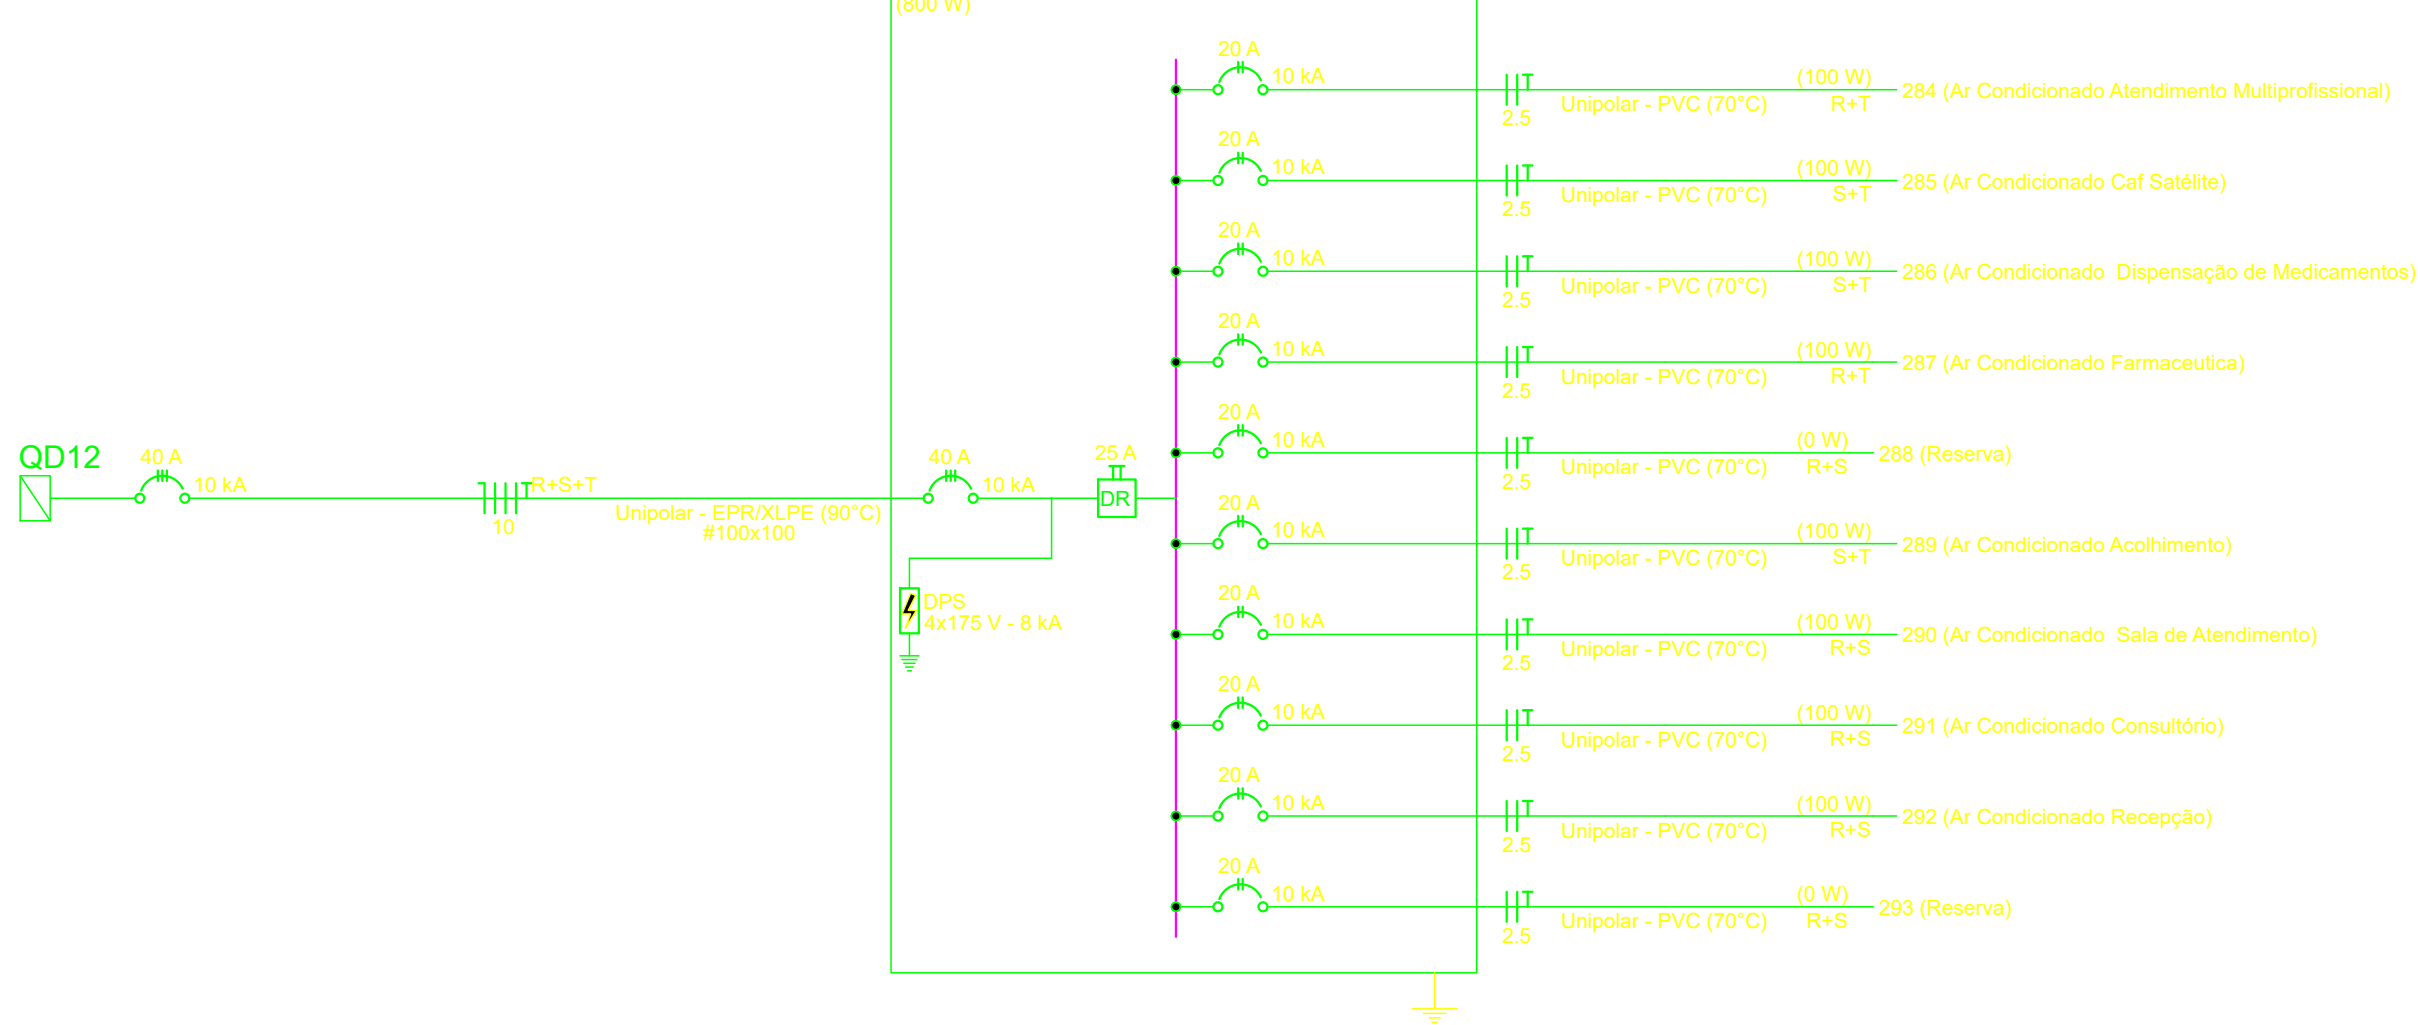 (800 W)
20 A
10 kA
2.5
Unipolar - PVC (70°C)
(100 W)
R+T
284 (Ar Condicionado Atendimento Multiprofissional)
20 A
10 kA
2.5
Unipolar - PVC (70°C)
(100 W)
S+T
285 (Ar Condicionado Caf Satélite)
20 A
10 kA
2.5
Unipolar - PVC (70°C)
(100 W)
S+T
286 (Ar Condicionado  Dispensação de Medicamentos)
20 A
10 kA
2.5
Unipolar - PVC (70°C)
(100 W)
R+T
287 (Ar Condicionado Farmaceutica)
20 A
10 kA
2.5
Unipolar - PVC (70°C)
(0 W)
R+S
288 (Reserva)
QD12
40 A
10 kA
R+S+T
10
Unipolar - EPR/XLPE (90°C)
#100x100
40 A
10 kA
25 A
DR
DPS
4x175 V - 8 kA
20 A
10 kA
2.5
Unipolar - PVC (70°C)
(100 W)
S+T
289 (Ar Condicionado Acolhimento)
20 A
10 kA
2.5
Unipolar - PVC (70°C)
(100 W)
R+S
290 (Ar Condicionado  Sala de Atendimento)
20 A
10 kA
2.5
Unipolar - PVC (70°C)
(100 W)
R+S
291 (Ar Condicionado Consultório)
20 A
10 kA
2.5
Unipolar - PVC (70°C)
(100 W)
R+S
292 (Ar Condicionado Recepção)
20 A
10 kA
2.5
Unipolar - PVC (70°C)
(0 W)
R+S
293 (Reserva)